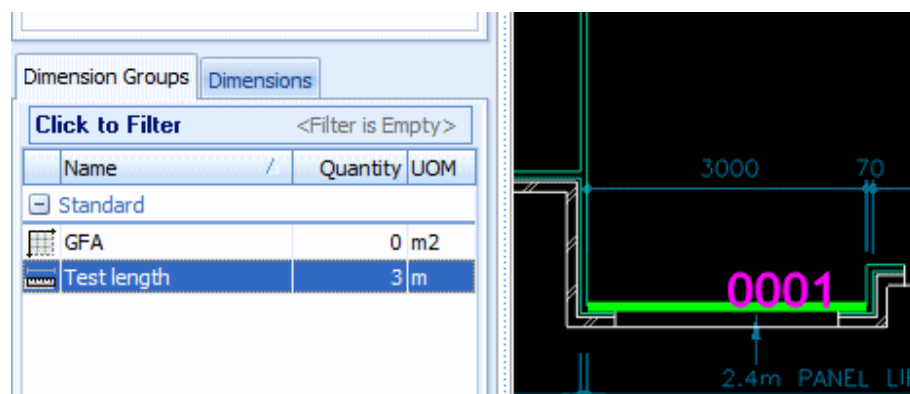 Dimension Groups Dimensions
Click to Filter <Filter is Empty>
Name Quantity UOM
Standard
GFA 0 m2
Test length 3 m
3000 70
0001
2.4m PANEL